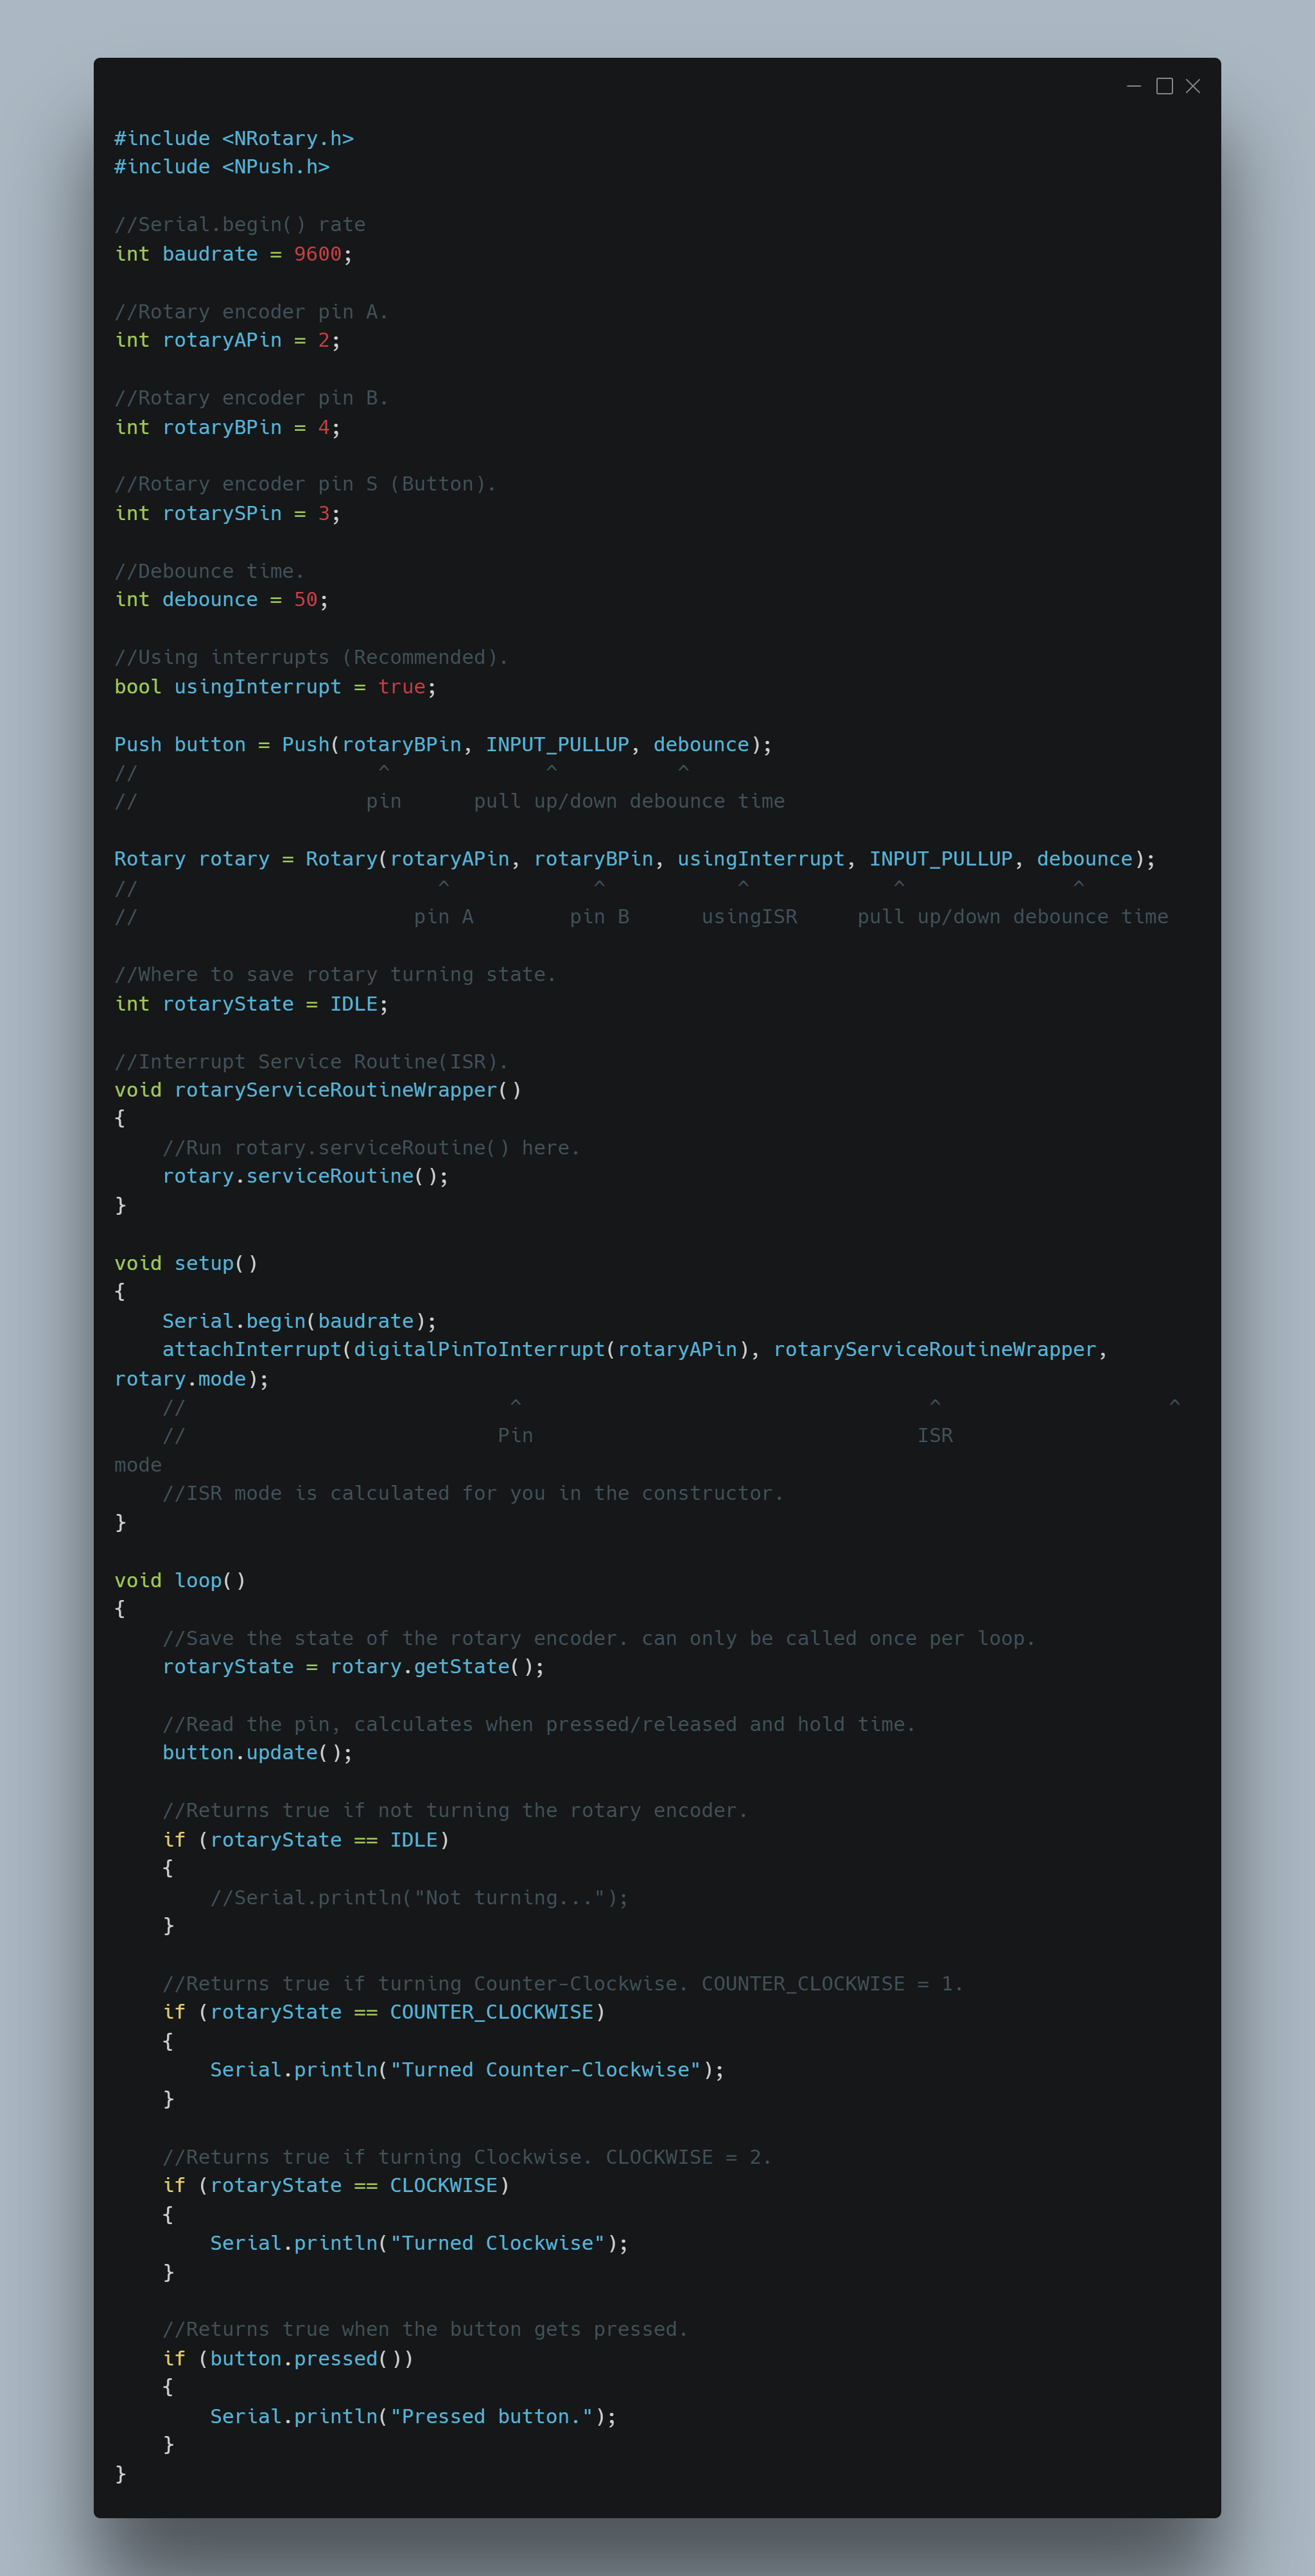 #include <NRotary.h>
#include <NPush.h>

//Serial.begin() rate
int baudrate = 9600;

//Rotary encoder pin A.
int rotaryAPin = 2;

//Rotary encoder pin B.
int rotaryBPin = 4;

//Rotary encoder pin S (Button).
int rotarySPin = 3;

//Debounce time.
int debounce = 50;

//Using interrupts (Recommended).
bool usingInterrupt = true;

Push button = Push(rotaryBPin, INPUT_PULLUP, debounce);
//                    ^             ^          ^
//                   pin      pull up/down debounce time

Rotary rotary = Rotary(rotaryAPin, rotaryBPin, usingInterrupt, INPUT_PULLUP, debounce);
//                         ^            ^           ^            ^              ^
//                       pin A        pin B      usingISR     pull up/down debounce time

//Where to save rotary turning state.
int rotaryState = IDLE;

//Interrupt Service Routine(ISR).
void rotaryServiceRoutineWrapper()
{
    //Run rotary.serviceRoutine() here.
    rotary.serviceRoutine();
}

void setup()
{
    Serial.begin(baudrate);
    attachInterrupt(digitalPinToInterrupt(rotaryAPin), rotaryServiceRoutineWrapper,
rotary.mode);
    //                           ^                                  ^                   ^
    //                          Pin                                ISR
mode
    //ISR mode is calculated for you in the constructor.
}

void loop()
{
    //Save the state of the rotary encoder. can only be called once per loop.
    rotaryState = rotary.getState();

    //Read the pin, calculates when pressed/released and hold time.
    button.update();

    //Returns true if not turning the rotary encoder.
    if (rotaryState == IDLE)
    {
        //Serial.println("Not turning...");
    }

    //Returns true if turning Counter-Clockwise. COUNTER_CLOCKWISE = 1.
    if (rotaryState == COUNTER_CLOCKWISE)
    {
        Serial.println("Turned Counter-Clockwise");
    }

    //Returns true if turning Clockwise. CLOCKWISE = 2.
    if (rotaryState == CLOCKWISE)
    {
        Serial.println("Turned Clockwise");
    }

    //Returns true when the button gets pressed.
    if (button.pressed())
    {
        Serial.println("Pressed button.");
    }
}